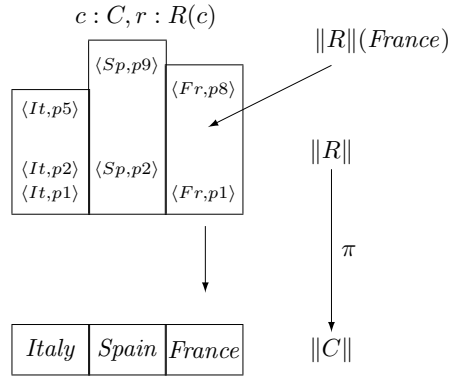 c : C, r : R(c)
‖R‖(France)
⟨Sp,p9⟩
⟨Fr,p8⟩
⟨It,p5⟩
‖R‖
⟨It,p2⟩ ⟨Sp,p2⟩
⟨It,p1⟩ ⟨Fr,p1⟩
π
Italy Spain France ‖C‖